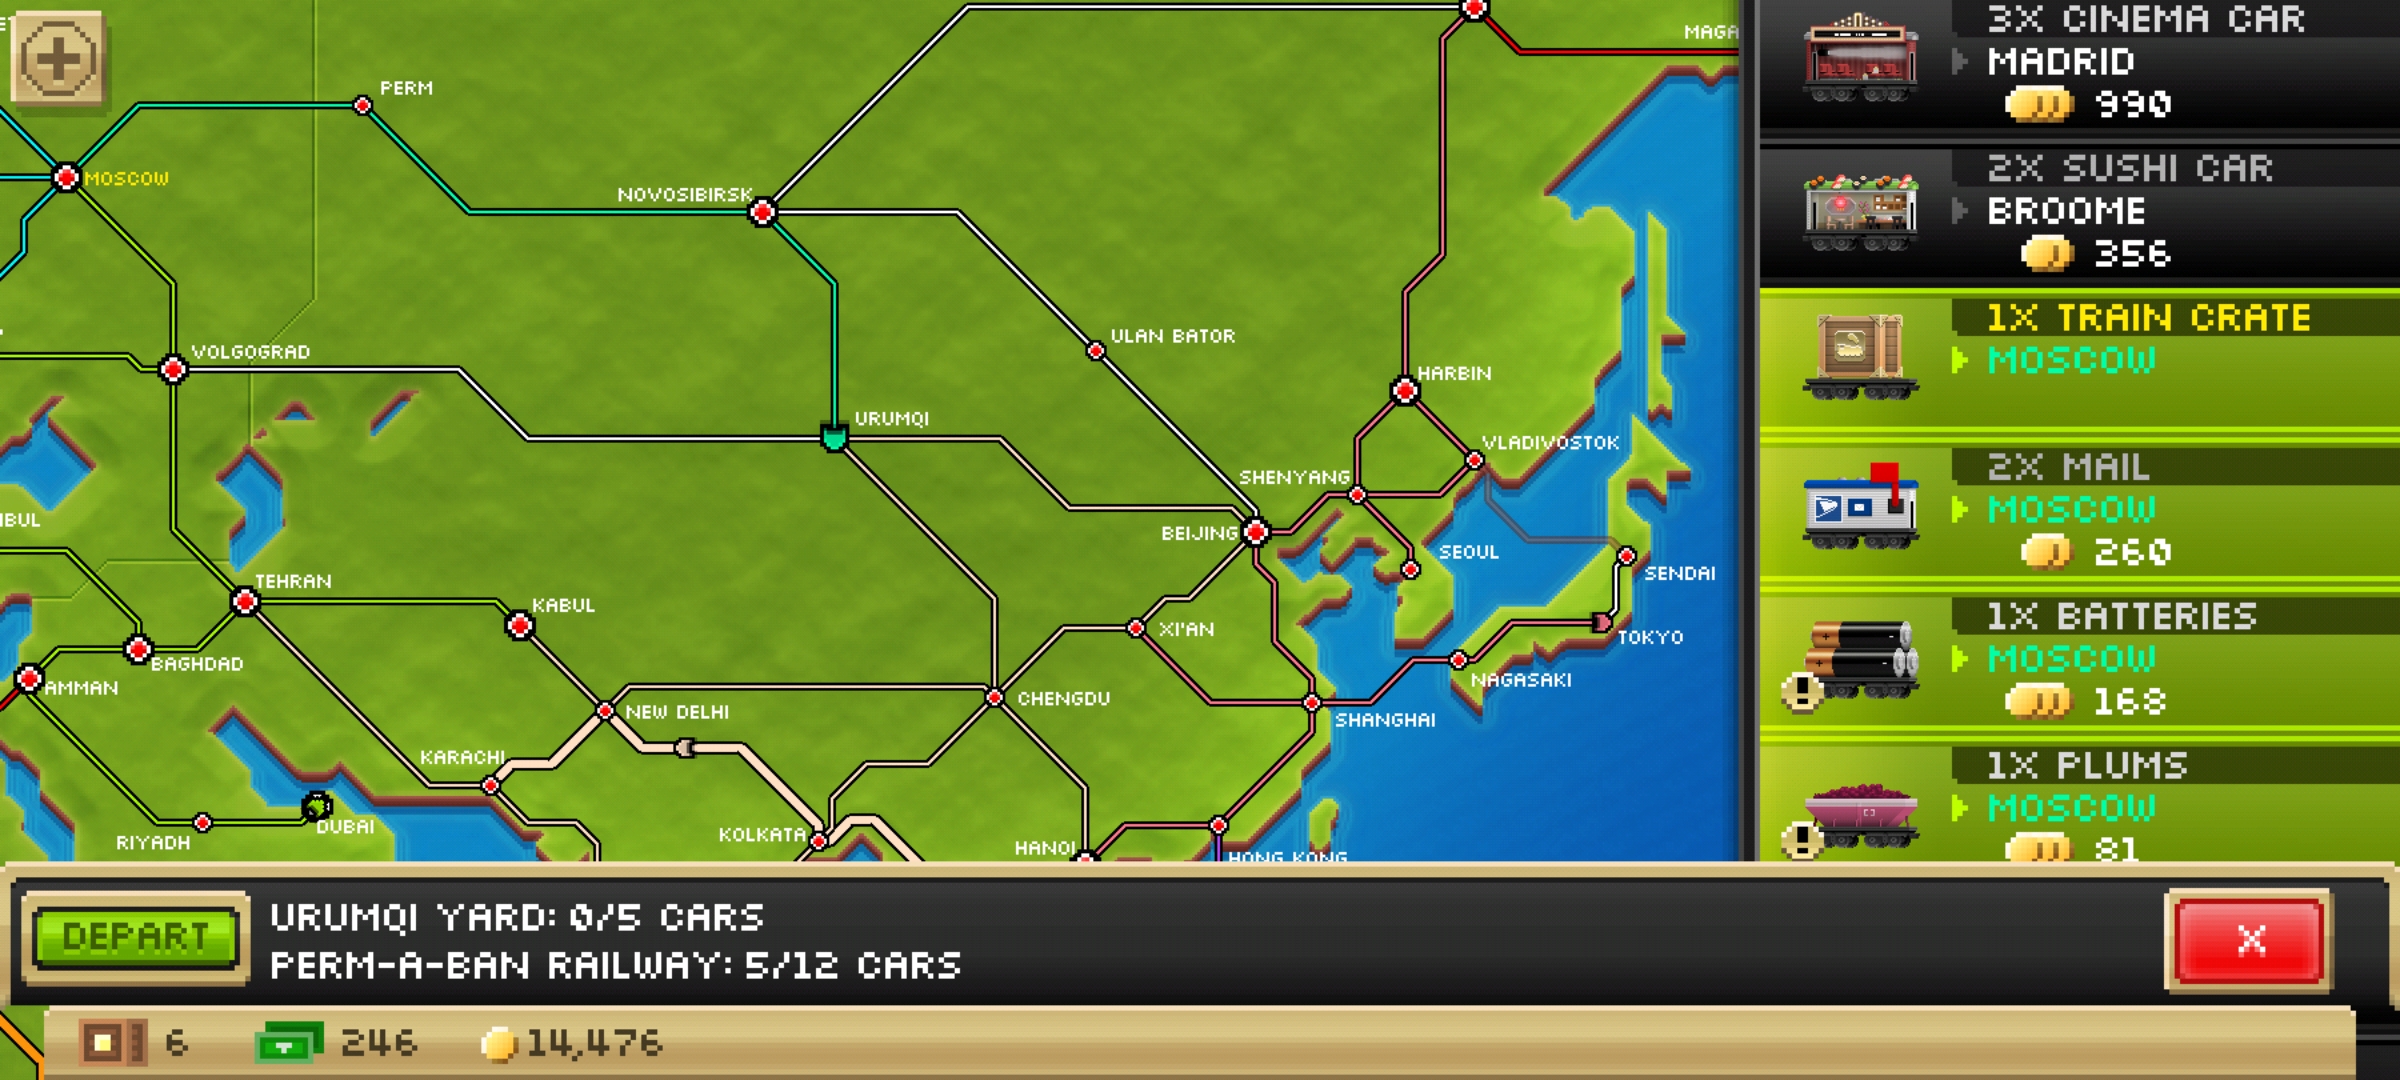 MAGA
PERM
MOSCOW
NOVOSIBIRSK
ULAN BATOR
VOLGOGRAD
HARBIN
URUMQI
VLADIVOSTOK
SHENYANG
BUL
BEIJING
SEOUL
SENDAI
TEHRAN
KABUL
XI'AN
TOKYO
BAGHDAD
AMMAN
NAGASAKI
NEW DELHI
CHENGDU
SHANGHAI
KARACHI
DUBAI
RIYADH
KOLKATA
HANOI
HONG KONG
3X CINEMA CAR
MADRID
990
2X SUSHI CAR
BROOME
356
1X TRAIN CRATE
MOSCOW
2X MAIL
MOSCOW
260
1X BATTERIES
MOSCOW
168
1X PLUMS
MOSCOW
81
DEPART
URUMQI YARD: 0/5 CARS
PERM-A-BAN RAILWAY: 5/12 CARS
X
6
246
14,476